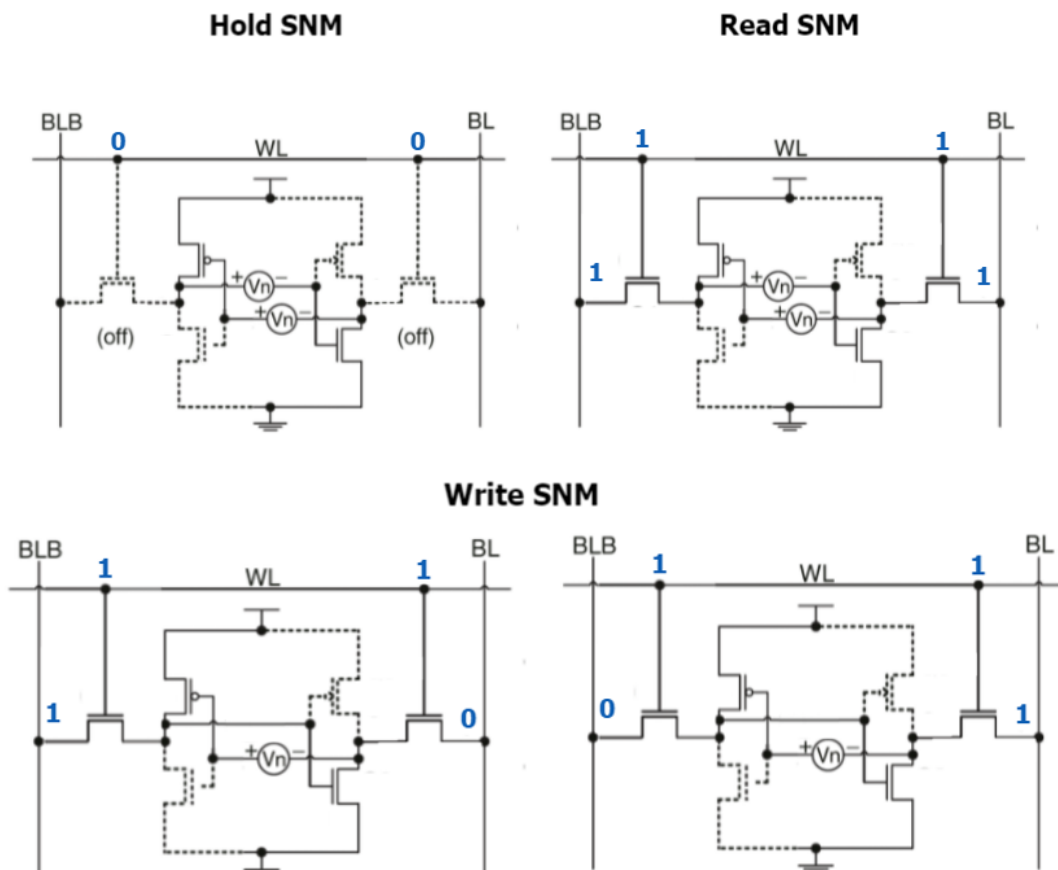 Hold SNM
Read SNM
BLB 0 WL 0 BL
+ Vn −
+ Vn −
(off) (off)
BLB 1 WL 1 BL
1 1
+ Vn −
+ Vn −
Write SNM
BLB 1 WL 1 BL
1 0
+ Vn −
BLB 1 WL 1 BL
0 1
+ Vn −